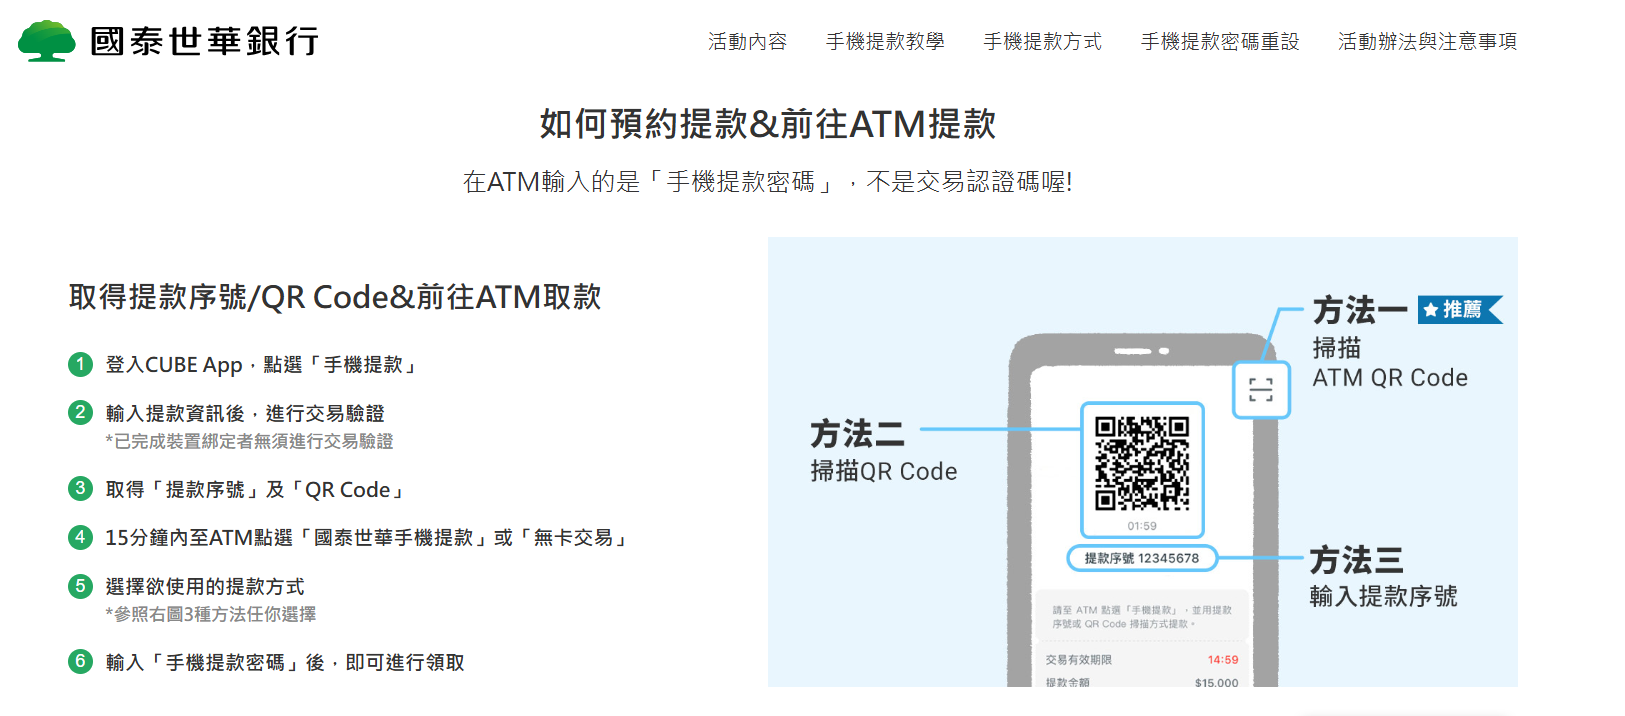 國泰世華銀行
活動內容
手機提款教學
手機提款方式
手機提款密碼重設
活動辦法與注意事項
如何預約提款&前往ATM提款
在ATM輸入的是「手機提款密碼」，不是交易認證碼喔!
取得提款序號/QR Code&前往ATM取款
1 登入CUBE App，點選「手機提款」
2 輸入提款資訊後，進行交易驗證
*已完成裝置綁定者無須進行交易驗證
3 取得「提款序號」及「QR Code」
4 15分鐘內至ATM點選「國泰世華手機提款」或「無卡交易」
5 選擇欲使用的提款方式
*參照右圖3種方法任你選擇
6 輸入「手機提款密碼」後，即可進行領取
方法一 推薦
掃描
ATM QR Code
方法二
掃描QR Code
01:59
提款序號 12345678
方法三
輸入提款序號
請至 ATM 點選「手機提款」，並用提款
序號或 QR Code 掃描方式提款。
交易有效期限 14:59
提款金額 $15,000